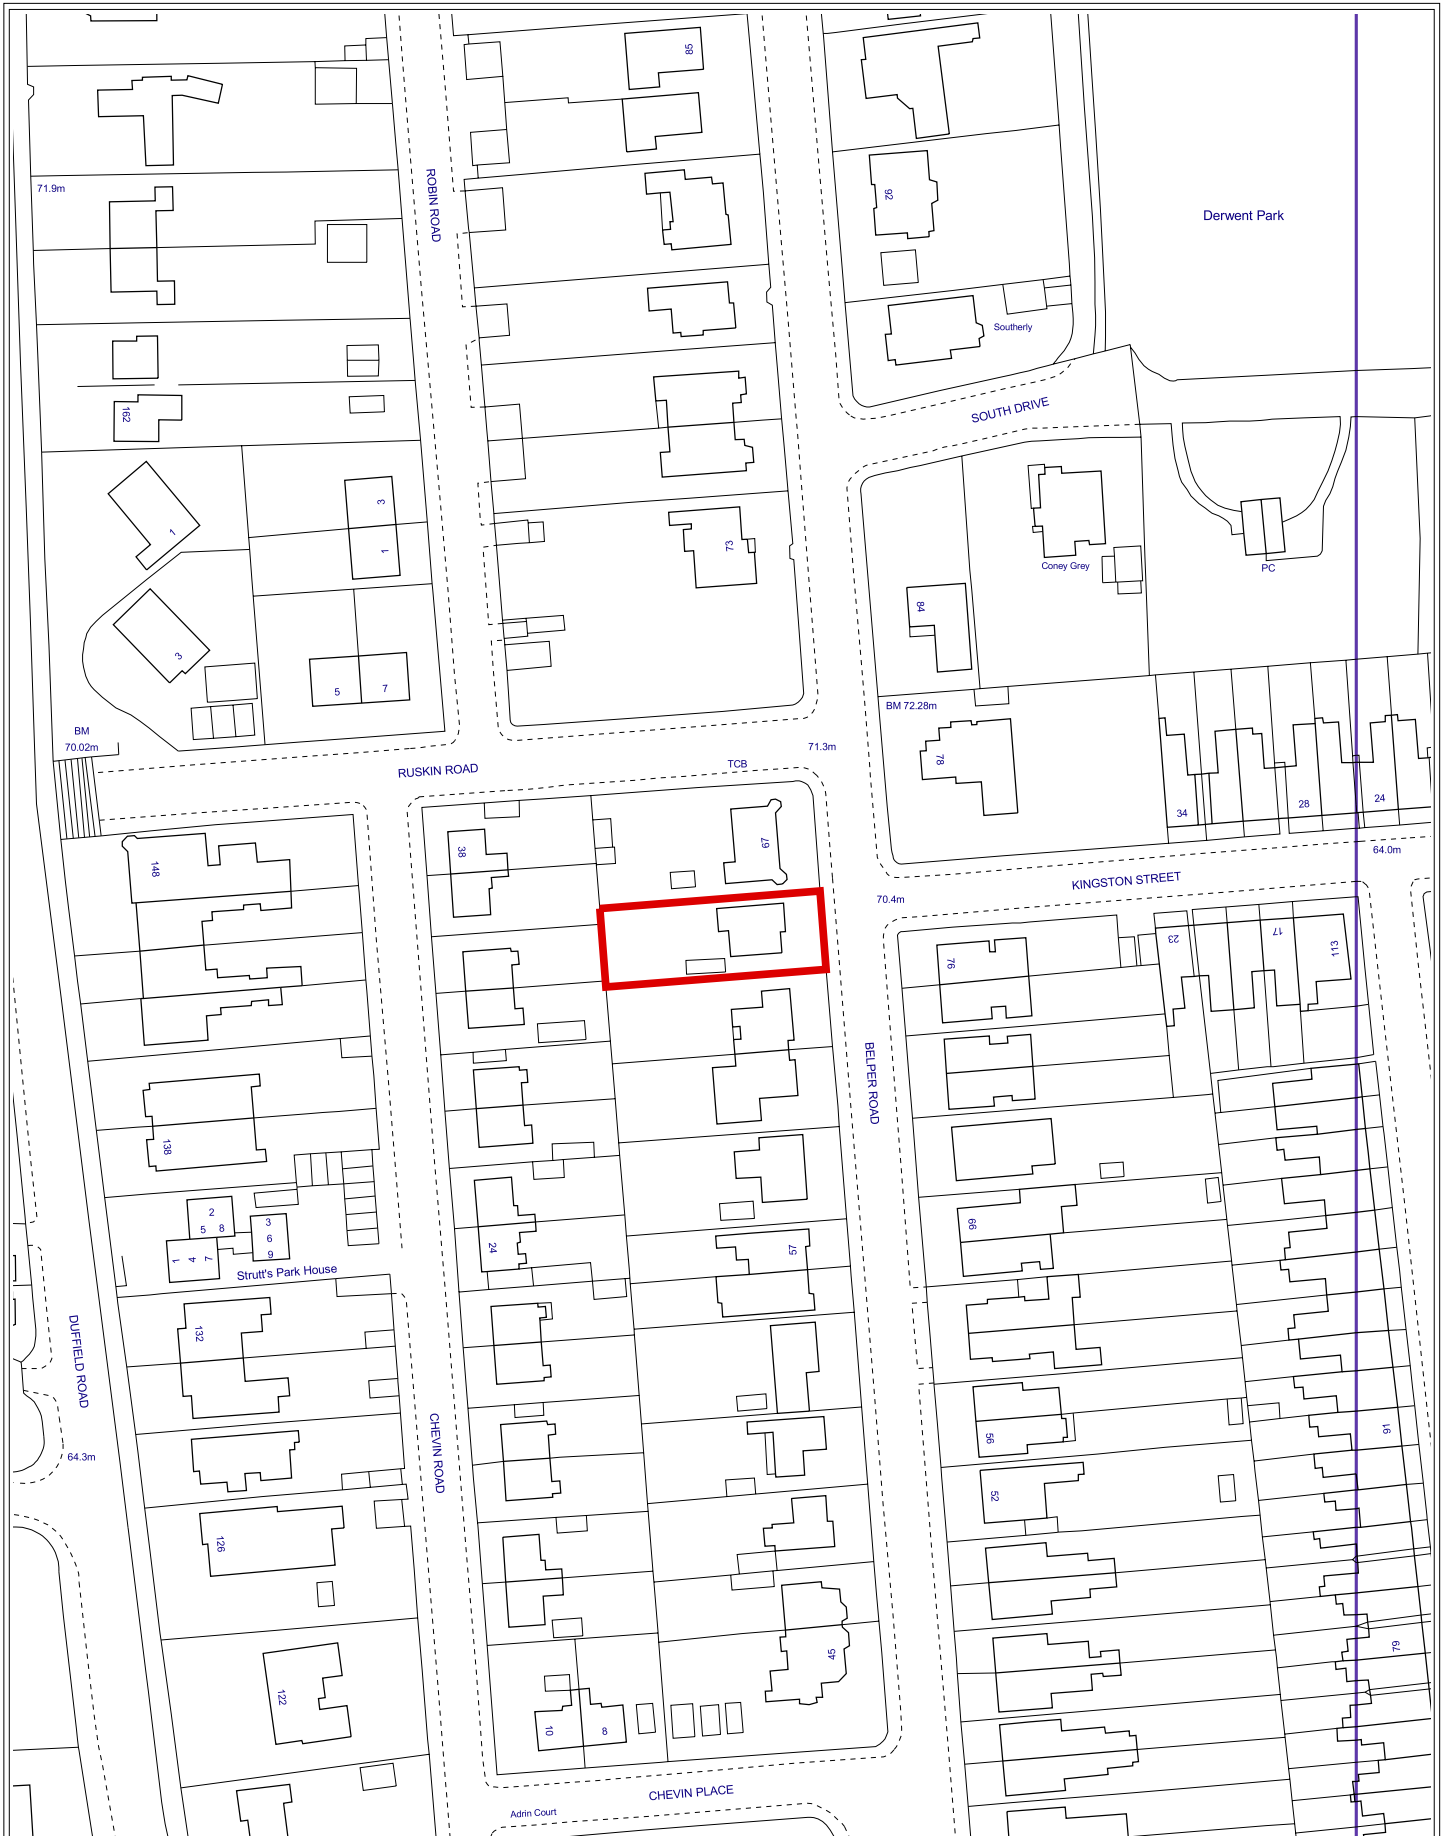 98
ROBIN ROAD
71.9m
92
Derwent Park
Southerly
162
SOUTH DRIVE
3
1
1
73
Coney Grey
PC
84
3
5
7
BM 72.28m
BM
70.02m
71.3m
TCB
RUSKIN ROAD
78
34
28
24
148
38
67
64.0m
KINGSTON STREET
70.4m
76
23
17
113
BELPER ROAD
138
2
5
8
3
6
9
1
4
7
Strutt's Park House
24
57
66
132
DUFFIELD ROAD
CHEVIN ROAD
64.3m
56
91
52
126
122
10
8
45
79
CHEVIN PLACE
Adrin Court